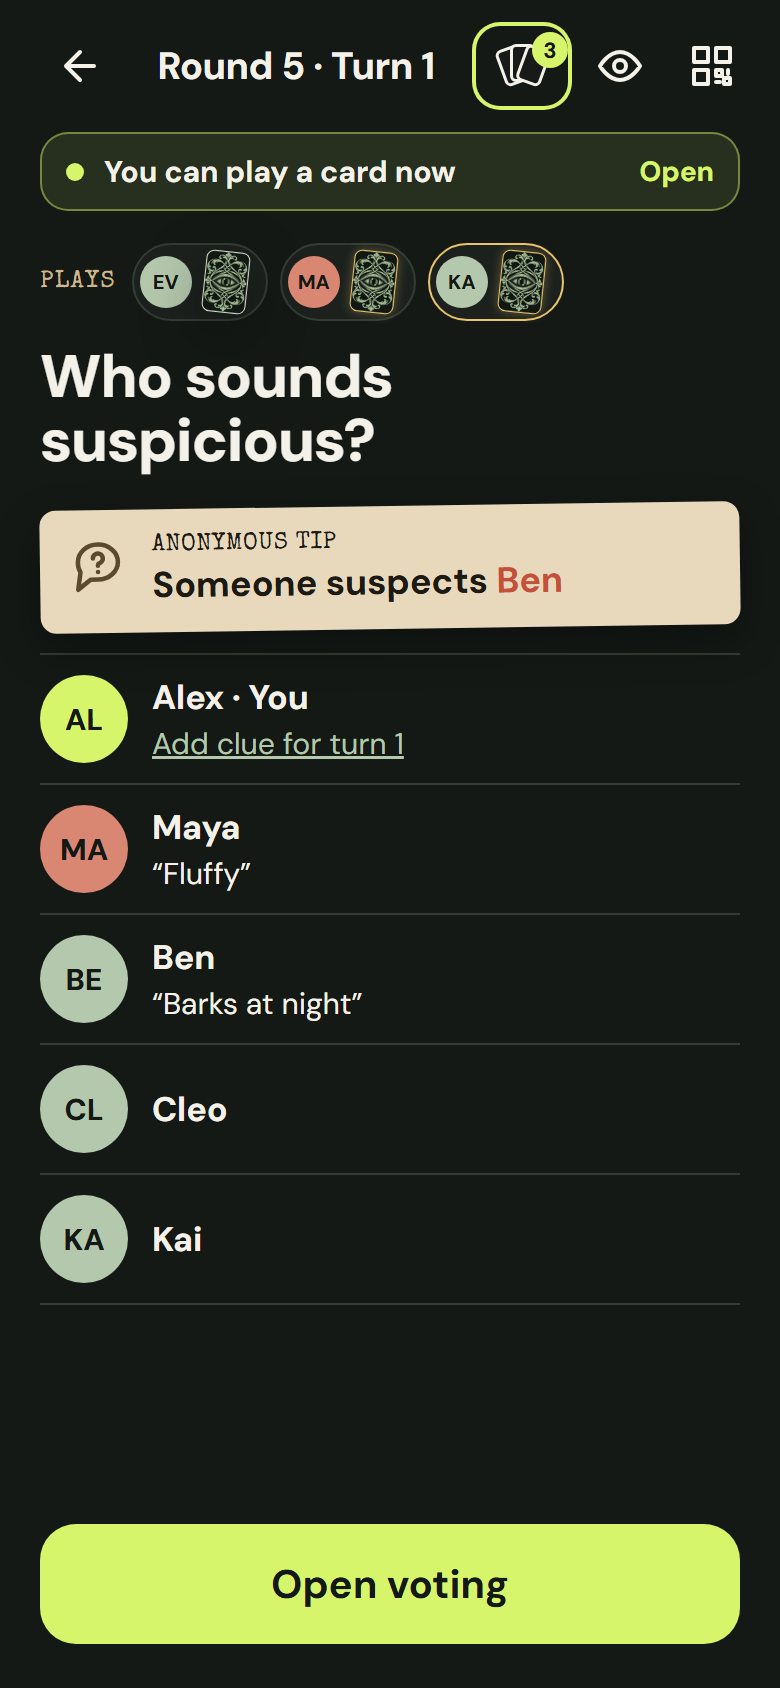 Round 5 · Turn 1
3
You can play a card now
Open
PLAYS
EV
MA
KA
Who sounds
suspicious?
ANONYMOUS TIP
Someone suspects Ben
AL
Alex · You
Add clue for turn 1
MA
Maya
“Fluffy”
BE
Ben
“Barks at night”
CL
Cleo
KA
Kai
Open voting